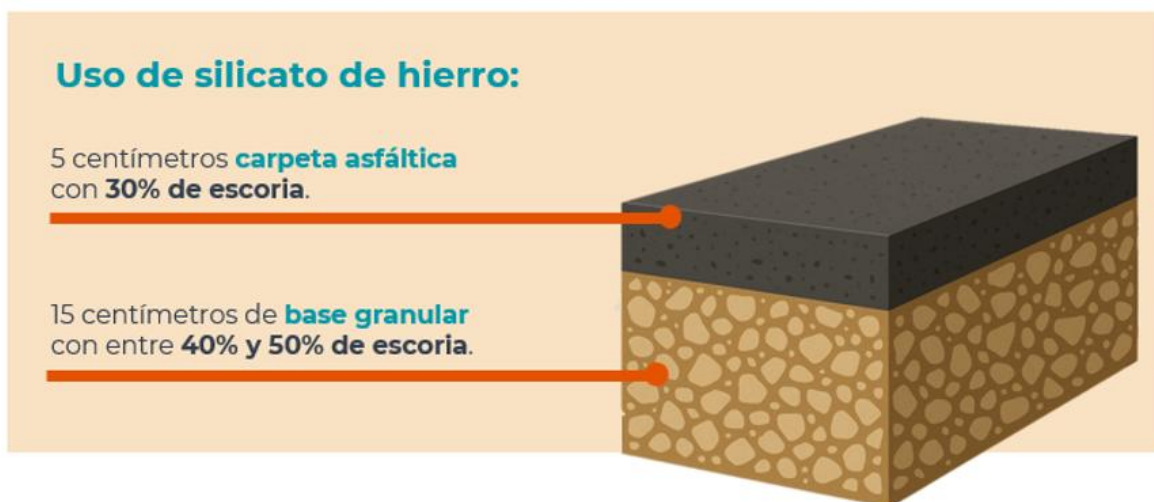 Uso de silicato de hierro:
5 centímetros carpeta asfáltica
con 30% de escoria.
15 centímetros de base granular
con entre 40% y 50% de escoria.